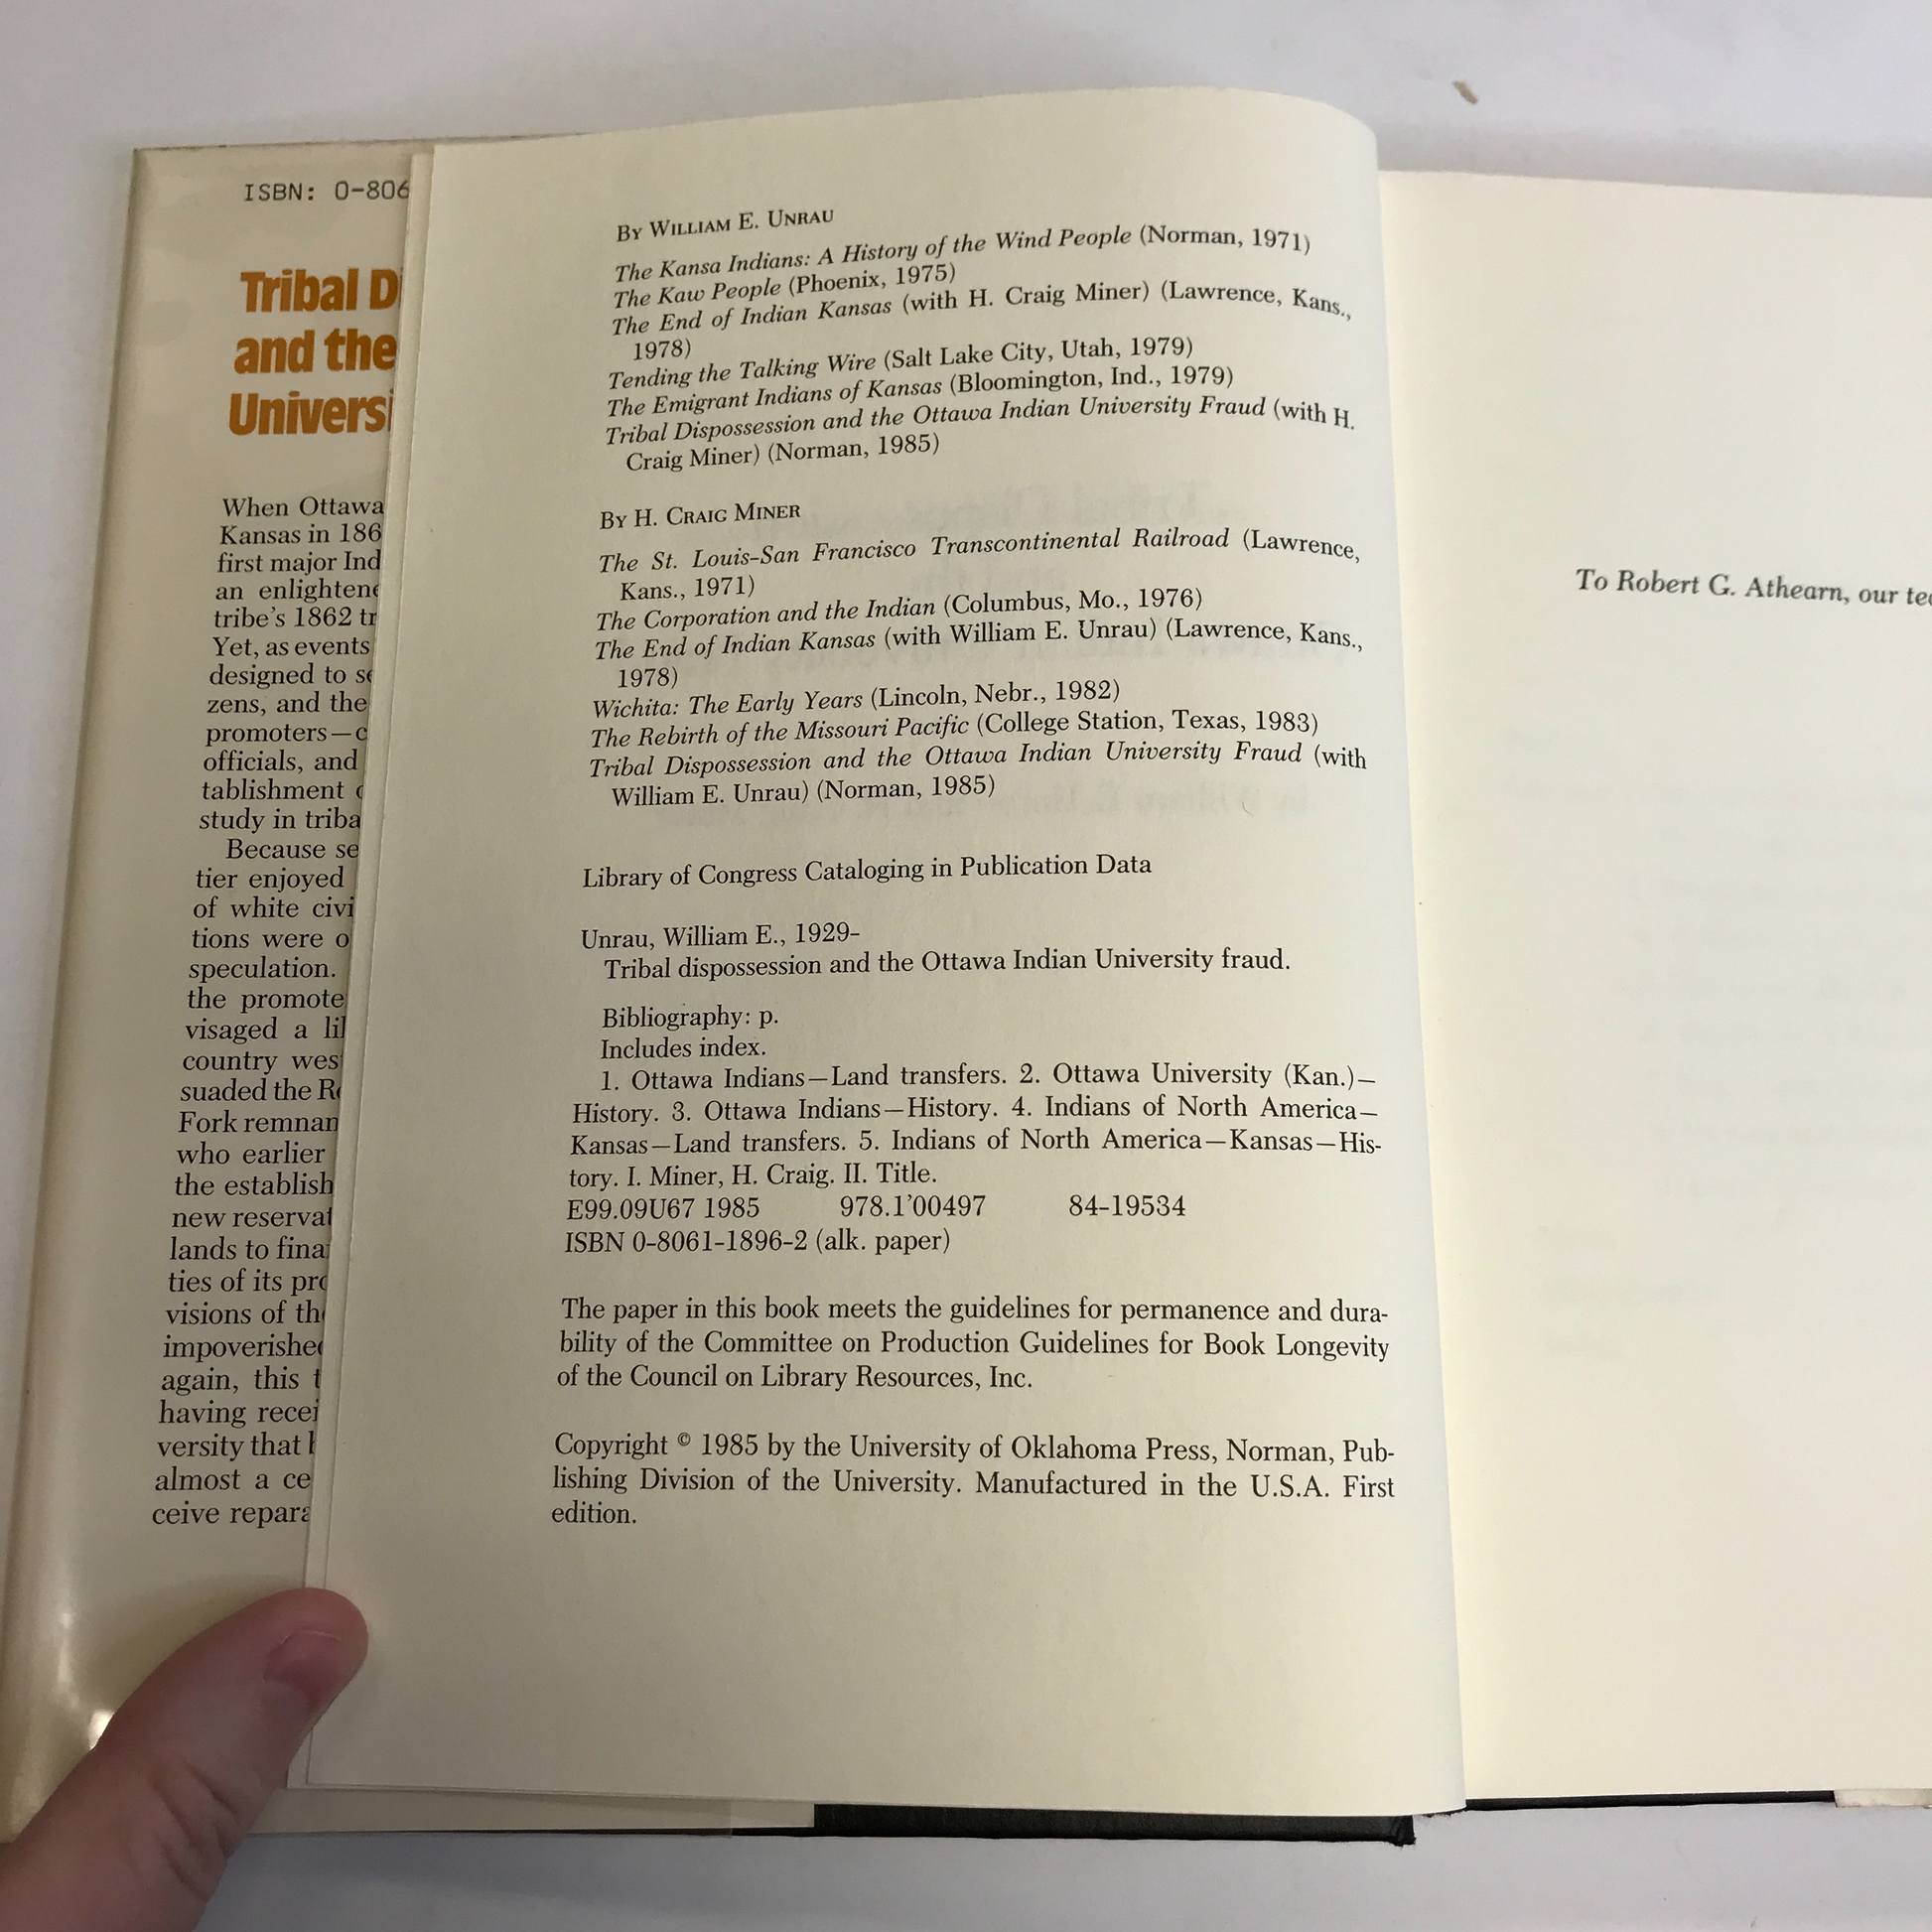 ISBN: 0-806
Tribal D
and the
Universi
When Ottawa
Kansas in 186
first major Ind
an enlightene
tribe's 1862 tr
Yet, as events
designed to se
zens, and the
promoters—c
officials, and
tablishment o
study in triba
Because se
tier enjoyed
of white civi
tions were o
speculation.
the promote
visaged a lil
country wes
suaded the Re
Fork remnan
who earlier
the establish
new reservat
lands to fina
ties of its pro
visions of the
impoverished
again, this t
having recei
versity that h
almost a ce
ceive repara
By William E. Unrau
The Kansa Indians: A History of the Wind People (Norman, 1971)
The Kaw People (Phoenix, 1975)
The End of Indian Kansas (with H. Craig Miner) (Lawrence, Kans.,
1978)
Tending the Talking Wire (Salt Lake City, Utah, 1979)
The Emigrant Indians of Kansas (Bloomington, Ind., 1979)
Tribal Dispossession and the Ottawa Indian University Fraud (with H.
Craig Miner) (Norman, 1985)
By H. Craig Miner
The St. Louis–San Francisco Transcontinental Railroad (Lawrence,
Kans., 1971)
The Corporation and the Indian (Columbus, Mo., 1976)
The End of Indian Kansas (with William E. Unrau) (Lawrence, Kans.,
1978)
Wichita: The Early Years (Lincoln, Nebr., 1982)
The Rebirth of the Missouri Pacific (College Station, Texas, 1983)
Tribal Dispossession and the Ottawa Indian University Fraud (with
William E. Unrau) (Norman, 1985)
Library of Congress Cataloging in Publication Data
Unrau, William E., 1929–
Tribal dispossession and the Ottawa Indian University fraud.
Bibliography: p.
Includes index.
1. Ottawa Indians—Land transfers. 2. Ottawa University (Kan.)—
History. 3. Ottawa Indians—History. 4. Indians of North America—
Kansas—Land transfers. 5. Indians of North America—Kansas—His-
tory. I. Miner, H. Craig. II. Title.
E99.09U67 1985 978.1'00497 84-19534
ISBN 0-8061-1896-2 (alk. paper)
The paper in this book meets the guidelines for permanence and dura-
bility of the Committee on Production Guidelines for Book Longevity
of the Council on Library Resources, Inc.
Copyright © 1985 by the University of Oklahoma Press, Norman, Pub-
lishing Division of the University. Manufactured in the U.S.A. First
edition.
To Robert G. Athearn, our tea